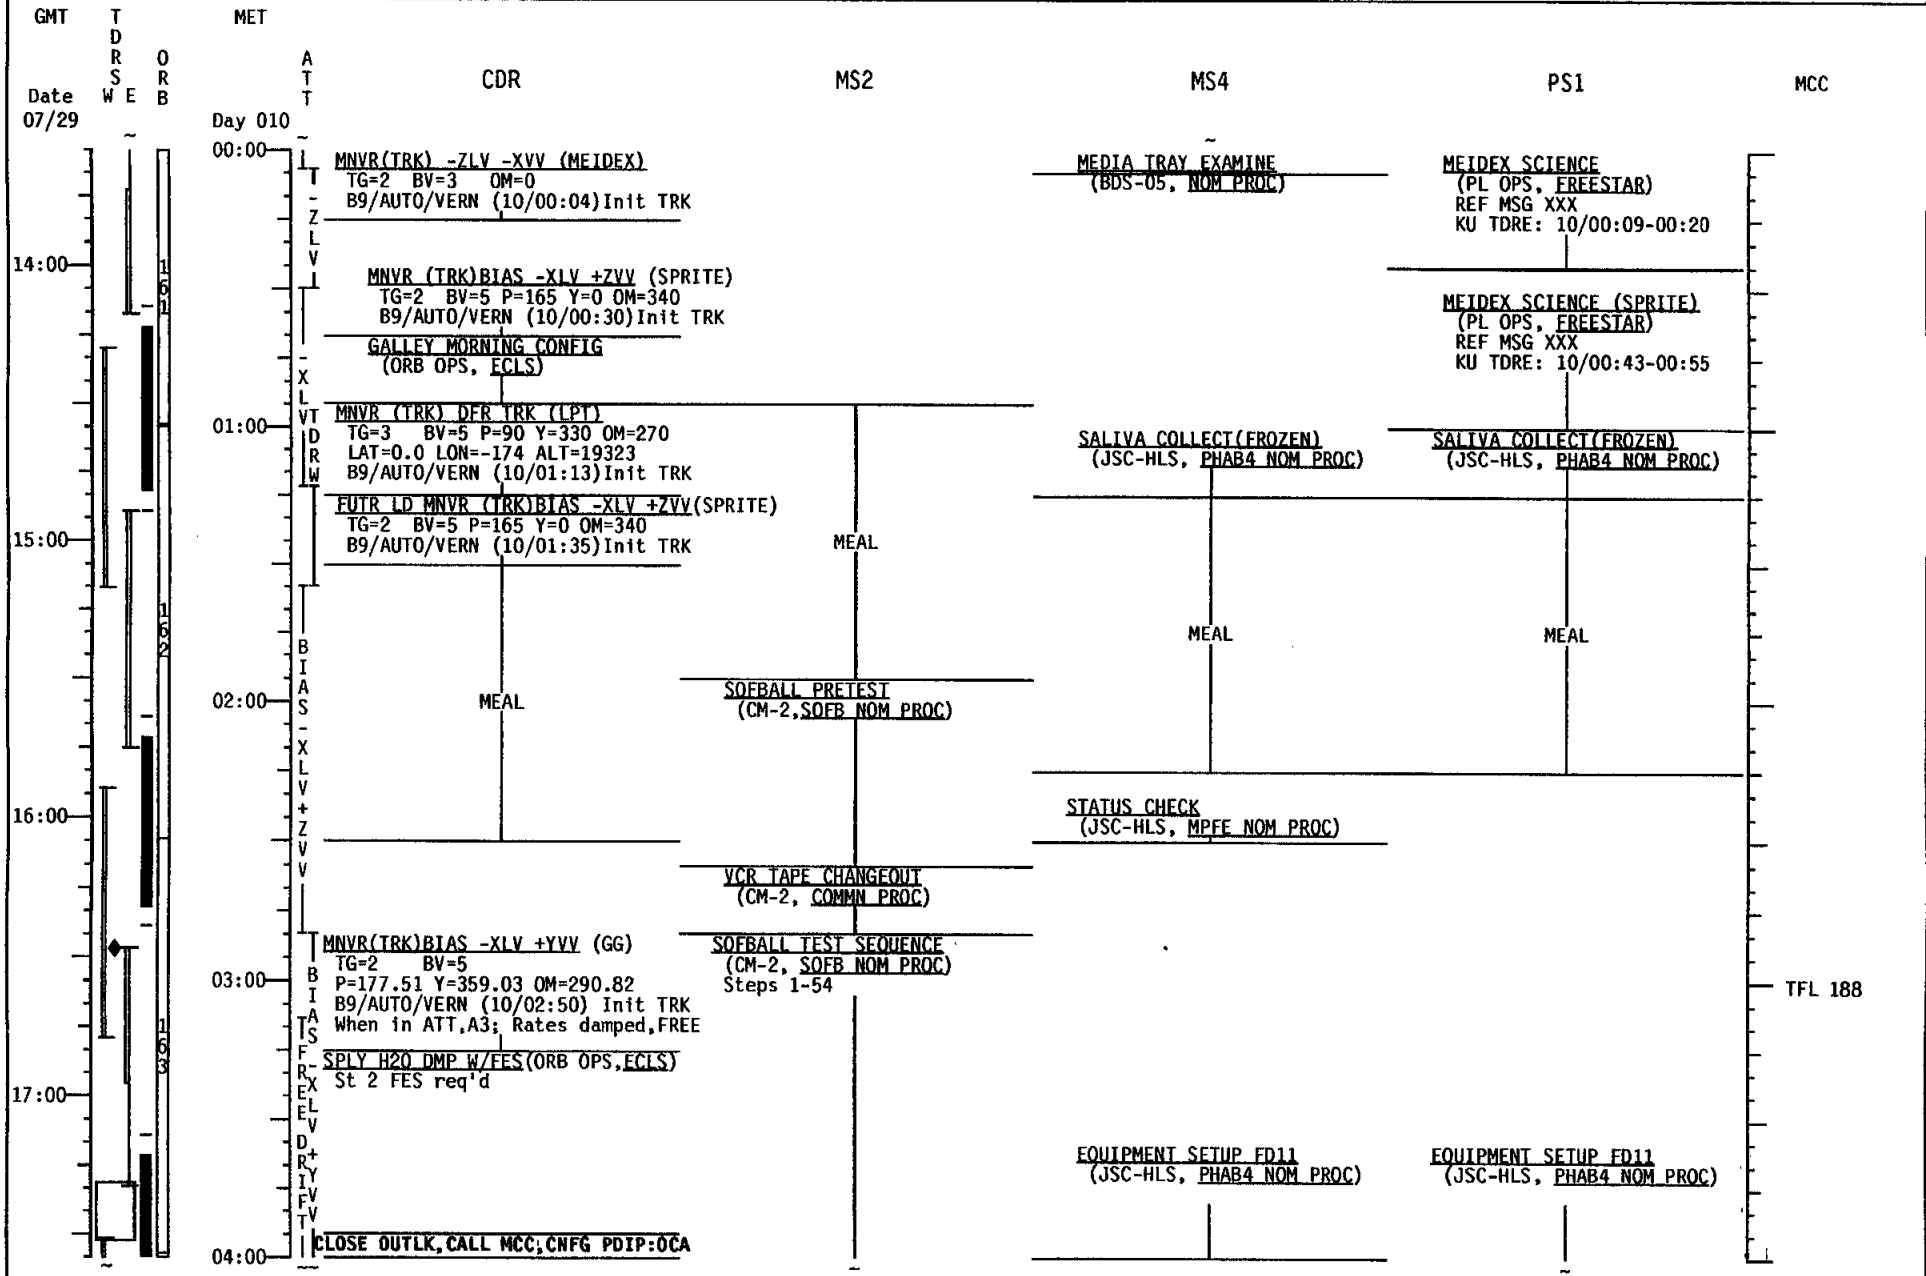 GMT
TDRS
W E
ORB
MET
ATT
CDR
MS2
MS4
PS1
MCC
Date
07/29
Day 010
00:00
01:00
02:00
03:00
04:00
14:00
15:00
16:00
17:00
161
162
163
-ZLV
-XLV
TDRW
BIAS-XLV+ZVV
BIAS-XLV+YVV
FREE DRIFT
MNVR(TRK) -ZLV -XVV (MEIDEX)
TG=2 BV=3 OM=0
B9/AUTO/VERN (10/00:04)Init TRK
MNVR (TRK)BIAS -XLV +ZVV (SPRITE)
TG=2 BV=5 P=165 Y=0 OM=340
B9/AUTO/VERN (10/00:30)Init TRK
GALLEY MORNING CONFIG
(ORB OPS, ECLS)
MNVR (TRK) DFR TRK (LPT)
TG=3 BV=5 P=90 Y=330 OM=270
LAT=0.0 LON=-174 ALT=19323
B9/AUTO/VERN (10/01:13)Init TRK
FUTR LD MNVR (TRK)BIAS -XLV +ZVV(SPRITE)
TG=2 BV=5 P=165 Y=0 OM=340
B9/AUTO/VERN (10/01:35)Init TRK
MEAL
MNVR(TRK)BIAS -XLV +YVV (GG)
TG=2 BV=5
P=177.51 Y=359.03 OM=290.82
B9/AUTO/VERN (10/02:50) Init TRK
When in ATT,A3; Rates damped,FREE
SPLY H2O DMP W/FES(ORB OPS,ECLS)
St 2 FES req'd
CLOSE OUTLK,CALL MCC,CNFG PDIP:OCA
MEAL
SOFBALL PRETEST
(CM-2,SOFB NOM PROC)
VCR TAPE CHANGEOUT
(CM-2, COMMN PROC)
SOFBALL TEST SEQUENCE
(CM-2, SOFB NOM PROC)
Steps 1-54
MEDIA TRAY EXAMINE
(BDS-05, NOM PROC)
SALIVA COLLECT(FROZEN)
(JSC-HLS, PHAB4 NOM PROC)
MEAL
STATUS CHECK
(JSC-HLS, MPFE NOM PROC)
EQUIPMENT SETUP FD11
(JSC-HLS, PHAB4 NOM PROC)
MEIDEX SCIENCE
(PL OPS, FREESTAR)
REF MSG XXX
KU TDRE: 10/00:09-00:20
MEIDEX SCIENCE (SPRITE)
(PL OPS, FREESTAR)
REF MSG XXX
KU TDRE: 10/00:43-00:55
SALIVA COLLECT(FROZEN)
(JSC-HLS, PHAB4 NOM PROC)
MEAL
EQUIPMENT SETUP FD11
(JSC-HLS, PHAB4 NOM PROC)
TFL 188